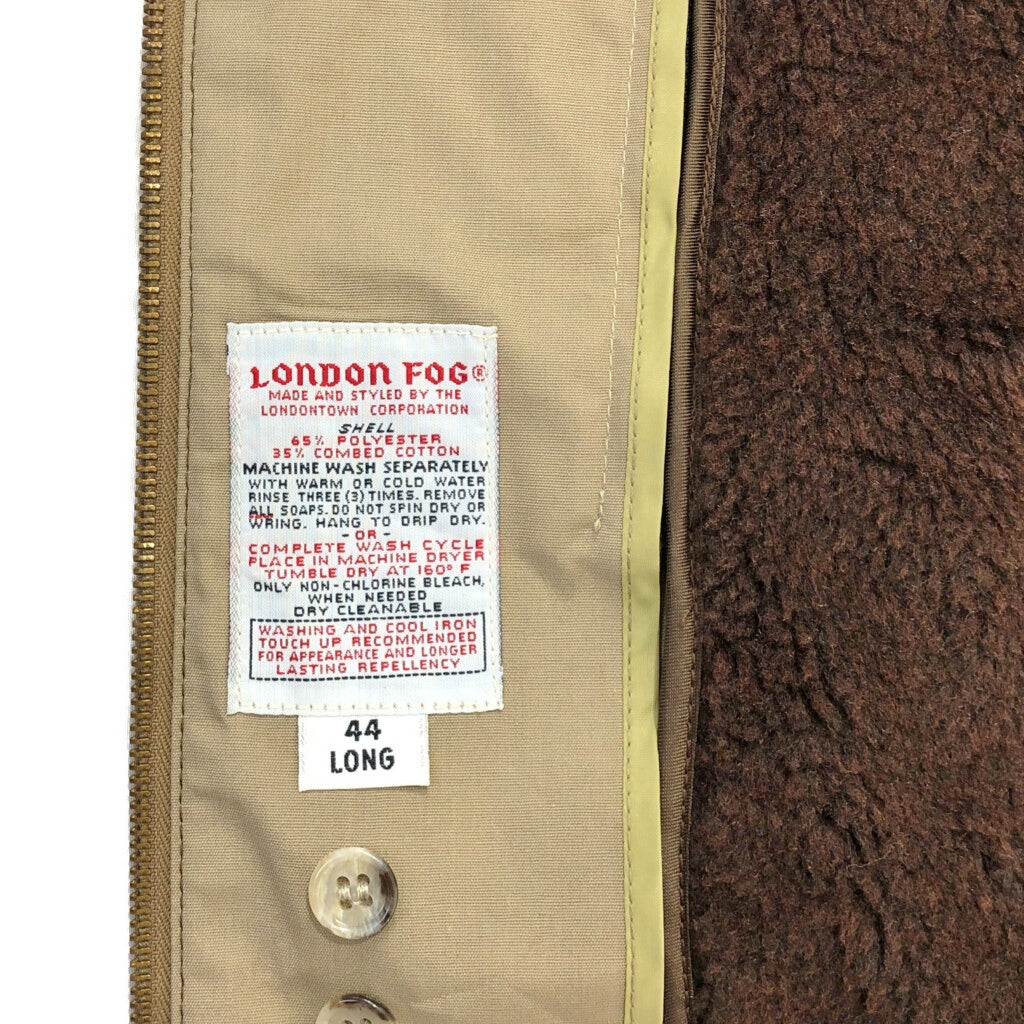 LONDON FOG®
MADE AND STYLED BY THE
LONDONTOWN CORPORATION
SHELL
65% POLYESTER
35% COMBED COTTON
MACHINE WASH SEPARATELY
WITH WARM OR COLD WATER
RINSE THREE (3) TIMES. REMOVE
ALL SOAPS. DO NOT SPIN DRY OR
WRING. HANG TO DRIP DRY.
-OR-
COMPLETE WASH CYCLE
PLACE IN MACHINE DRYER
TUMBLE DRY AT 160° F
ONLY NON-CHLORINE BLEACH,
WHEN NEEDED
DRY CLEANABLE
WASHING AND COOL IRON
TOUCH UP RECOMMENDED
FOR APPEARANCE AND LONGER
LASTING REPELLENCY
44
LONG